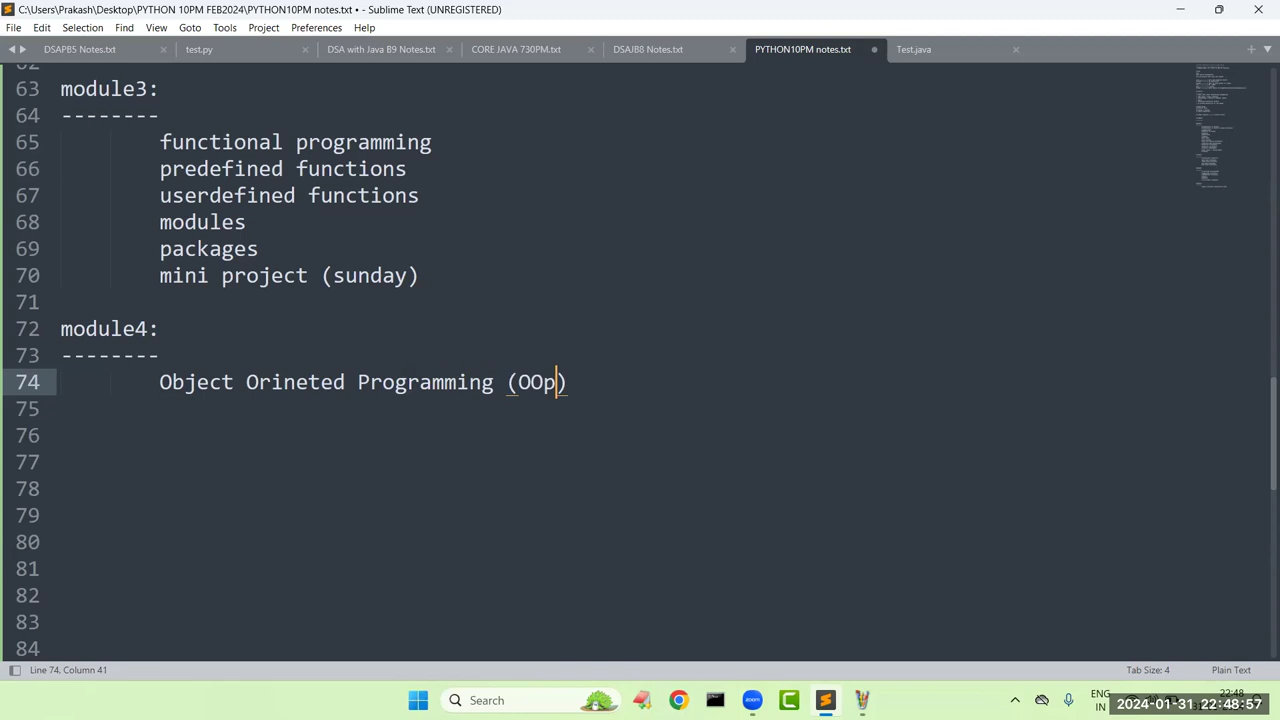 C:\Users\Prakash\Desktop\PYTHON 10PM FEB2024\PYTHON10PM notes.txt • - Sublime Text (UNREGISTERED)
File Edit Selection Find View Goto Tools Project Preferences Help
DSAPB5 Notes.txt test.py DSA with Java B9 Notes.txt CORE JAVA 730PM.txt DSAJB8 Notes.txt PYTHON10PM notes.txt Test.java
62
63 module3:
64 --------
65 functional programming
66 predefined functions
67 userdefined functions
68 modules
69 packages
70 mini project (sunday)
71
72 module4:
73 --------
74 Object Orineted Programming (OOp)
75
76
77
78
79
80
81
82
83
84
Line 74, Column 41 Tab Size: 4 Plain Text
Search
ENG
IN
22:48
2024-01-31 22:48:57